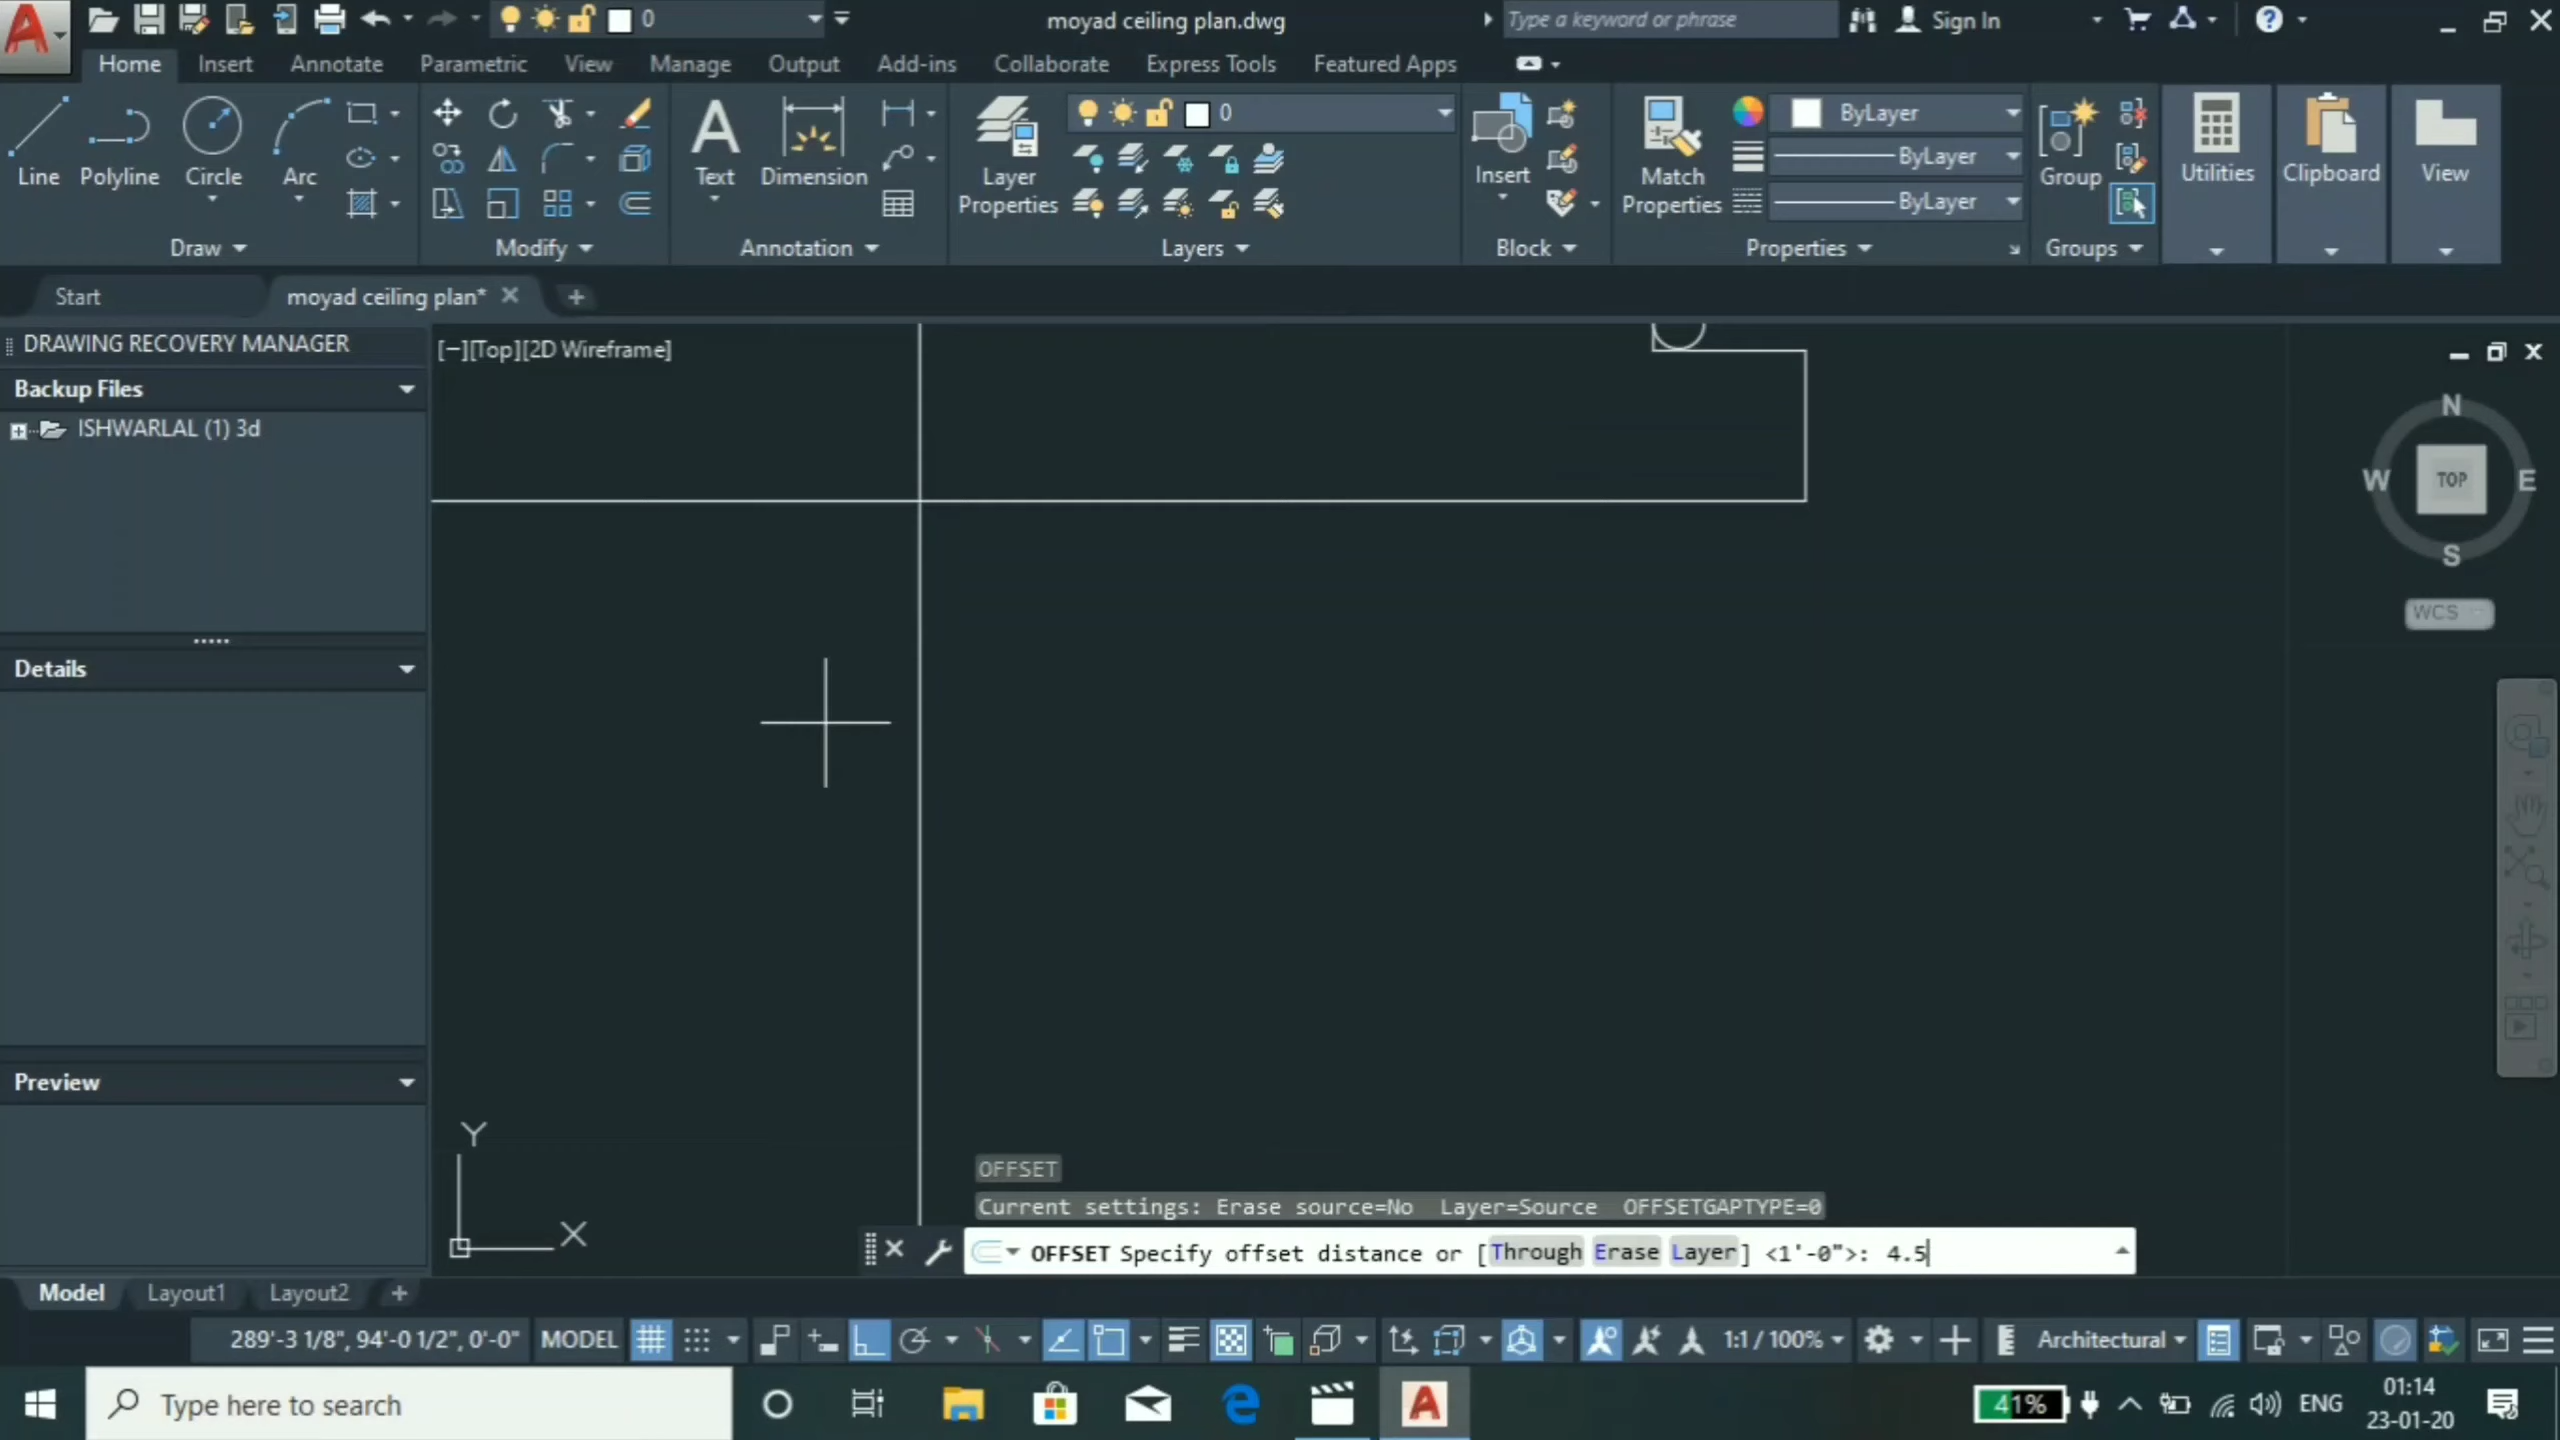 0
moyad ceiling plan.dwg
Type a keyword or phrase
Sign In
Home
Insert
Annotate
Parametric
View
Manage
Output
Add-ins
Collaborate
Express Tools
Featured Apps
Line
Polyline
Circle
Arc
Text
Dimension
Layer
Properties
0
Insert
Match
Properties
ByLayer
ByLayer
ByLayer
Group
Utilities
Clipboard
View
Draw
Modify
Annotation
Layers
Block
Properties
Groups
Start
moyad ceiling plan*
DRAWING RECOVERY MANAGER
Backup Files
ISHWARLAL (1) 3d
Details
Preview
[−][Top][2D Wireframe]
N
W
TOP
E
S
WCS
Y
X
OFFSET
Current settings: Erase source=No Layer=Source OFFSETGAPTYPE=0
OFFSET Specify offset distance or [Through Erase Layer] <1'-0">: 4.5
Model
Layout1
Layout2
289'-3 1/8", 94'-0 1/2", 0'-0"
MODEL
1:1 / 100%
Architectural
Type here to search
41%
ENG
01:14
23-01-20